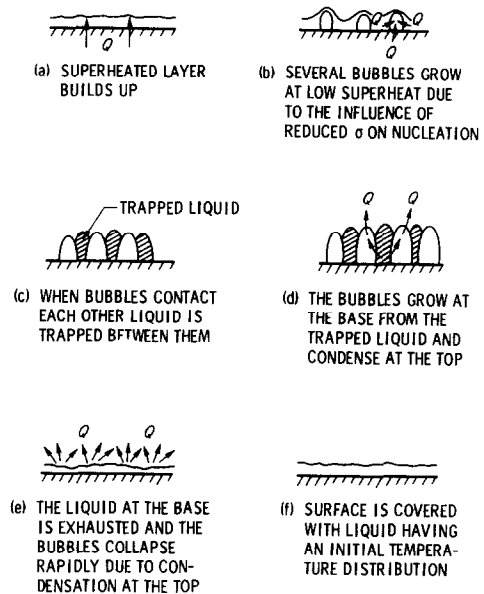 Q
(a) SUPERHEATED LAYER
BUILDS UP
Q
Q
Q
(b) SEVERAL BUBBLES GROW
AT LOW SUPERHEAT DUE
TO THE INFLUENCE OF
REDUCED σ ON NUCLEATION
TRAPPED LIQUID
(c) WHEN BUBBLES CONTACT
EACH OTHER LIQUID IS
TRAPPED BETWEEN THEM
Q
Q
(d) THE BUBBLES GROW AT
THE BASE FROM THE
TRAPPED LIQUID AND
CONDENSE AT THE TOP
Q
Q
(e) THE LIQUID AT THE BASE
IS EXHAUSTED AND THE
BUBBLES COLLAPSE
RAPIDLY DUE TO CON-
DENSATION AT THE TOP
(f) SURFACE IS COVERED
WITH LIQUID HAVING
AN INITIAL TEMPERA-
TURE DISTRIBUTION